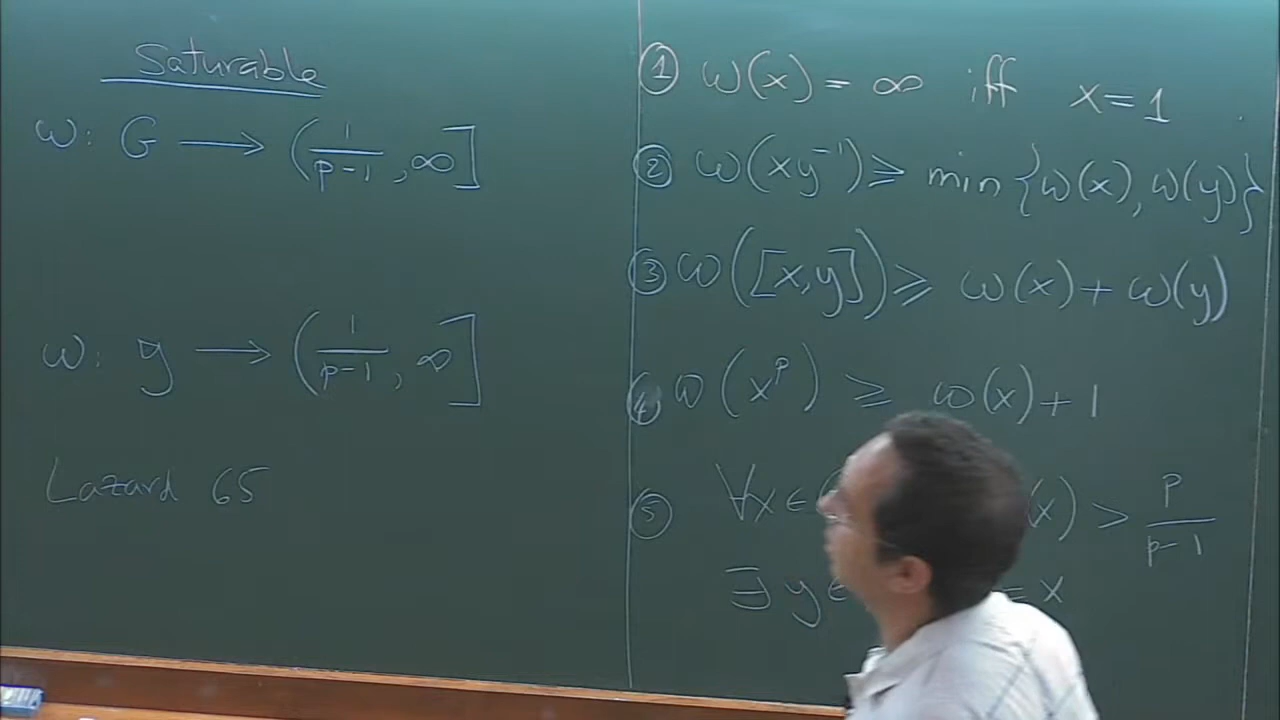 Saturable
ω: G ⟶ (1/(p-1), ∞]
ω: g ⟶ (1/(p-1), ∞]
Lazard 65
① ω(x) = ∞ iff x=1.
② ω(xy⁻¹) ≥ min{ω(x), ω(y)}
③ ω([x,y]) ≥ ω(x) + ω(y)
④ ω(xᵖ) ≥ ω(x) + 1
⑤ ∀x ∈ (x) > p/(p-1)
∃ y ∈ = x